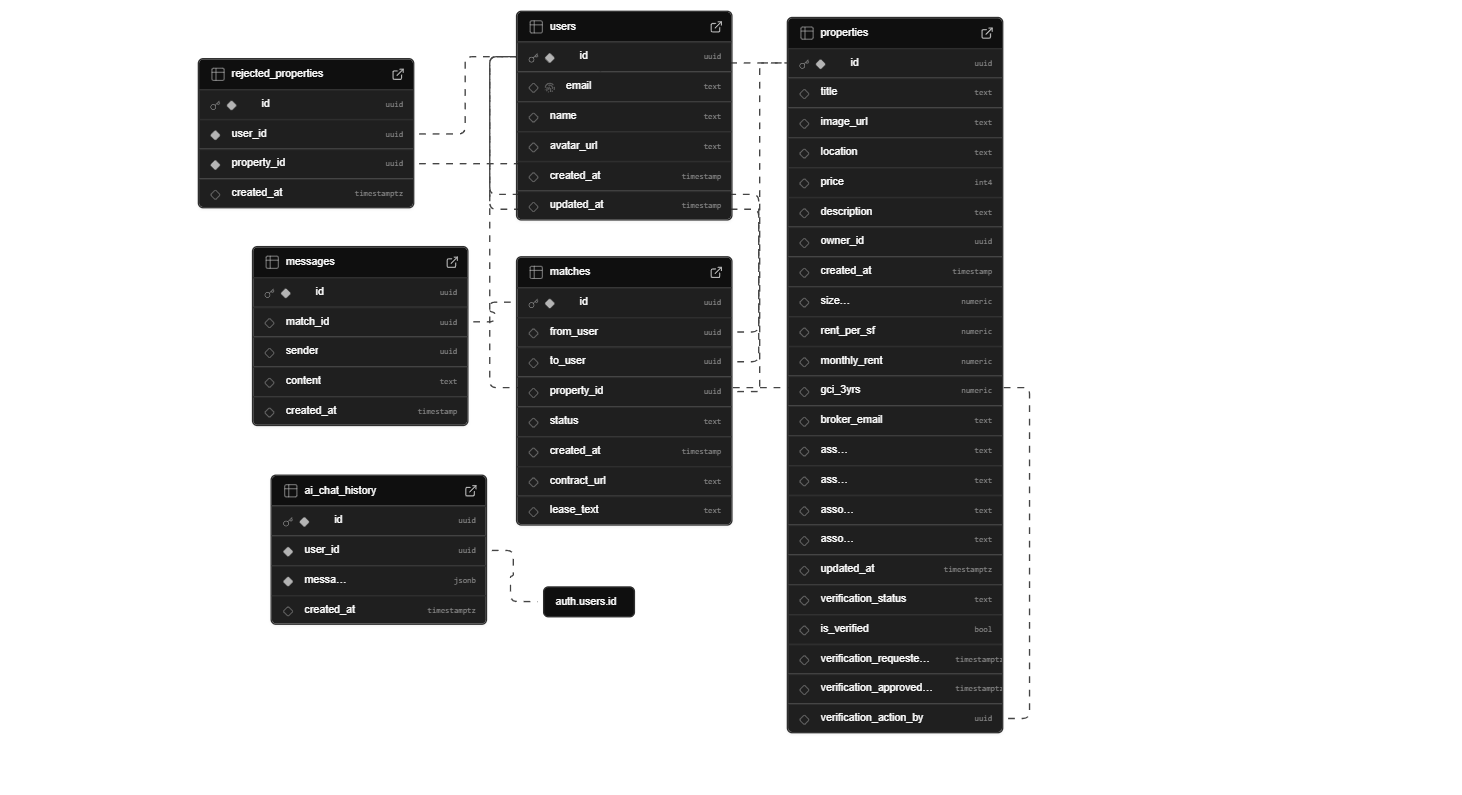 rejected_properties
id uuid
user_id uuid
property_id uuid
created_at timestamptz
messages
id uuid
match_id uuid
sender uuid
content text
created_at timestamp
ai_chat_history
id uuid
user_id uuid
messa... jsonb
created_at timestamptz
users
id uuid
email text
name text
avatar_url text
created_at timestamp
updated_at timestamp
matches
id uuid
from_user uuid
to_user uuid
property_id uuid
status text
created_at timestamp
contract_url text
lease_text text
auth.users.id
properties
id uuid
title text
image_url text
location text
price int4
description text
owner_id uuid
created_at timestamp
size... numeric
rent_per_sf numeric
monthly_rent numeric
gci_3yrs numeric
broker_email text
ass... text
ass... text
asso... text
asso... text
updated_at timestamptz
verification_status text
is_verified bool
verification_requeste... timestamptz
verification_approved... timestamptz
verification_action_by uuid